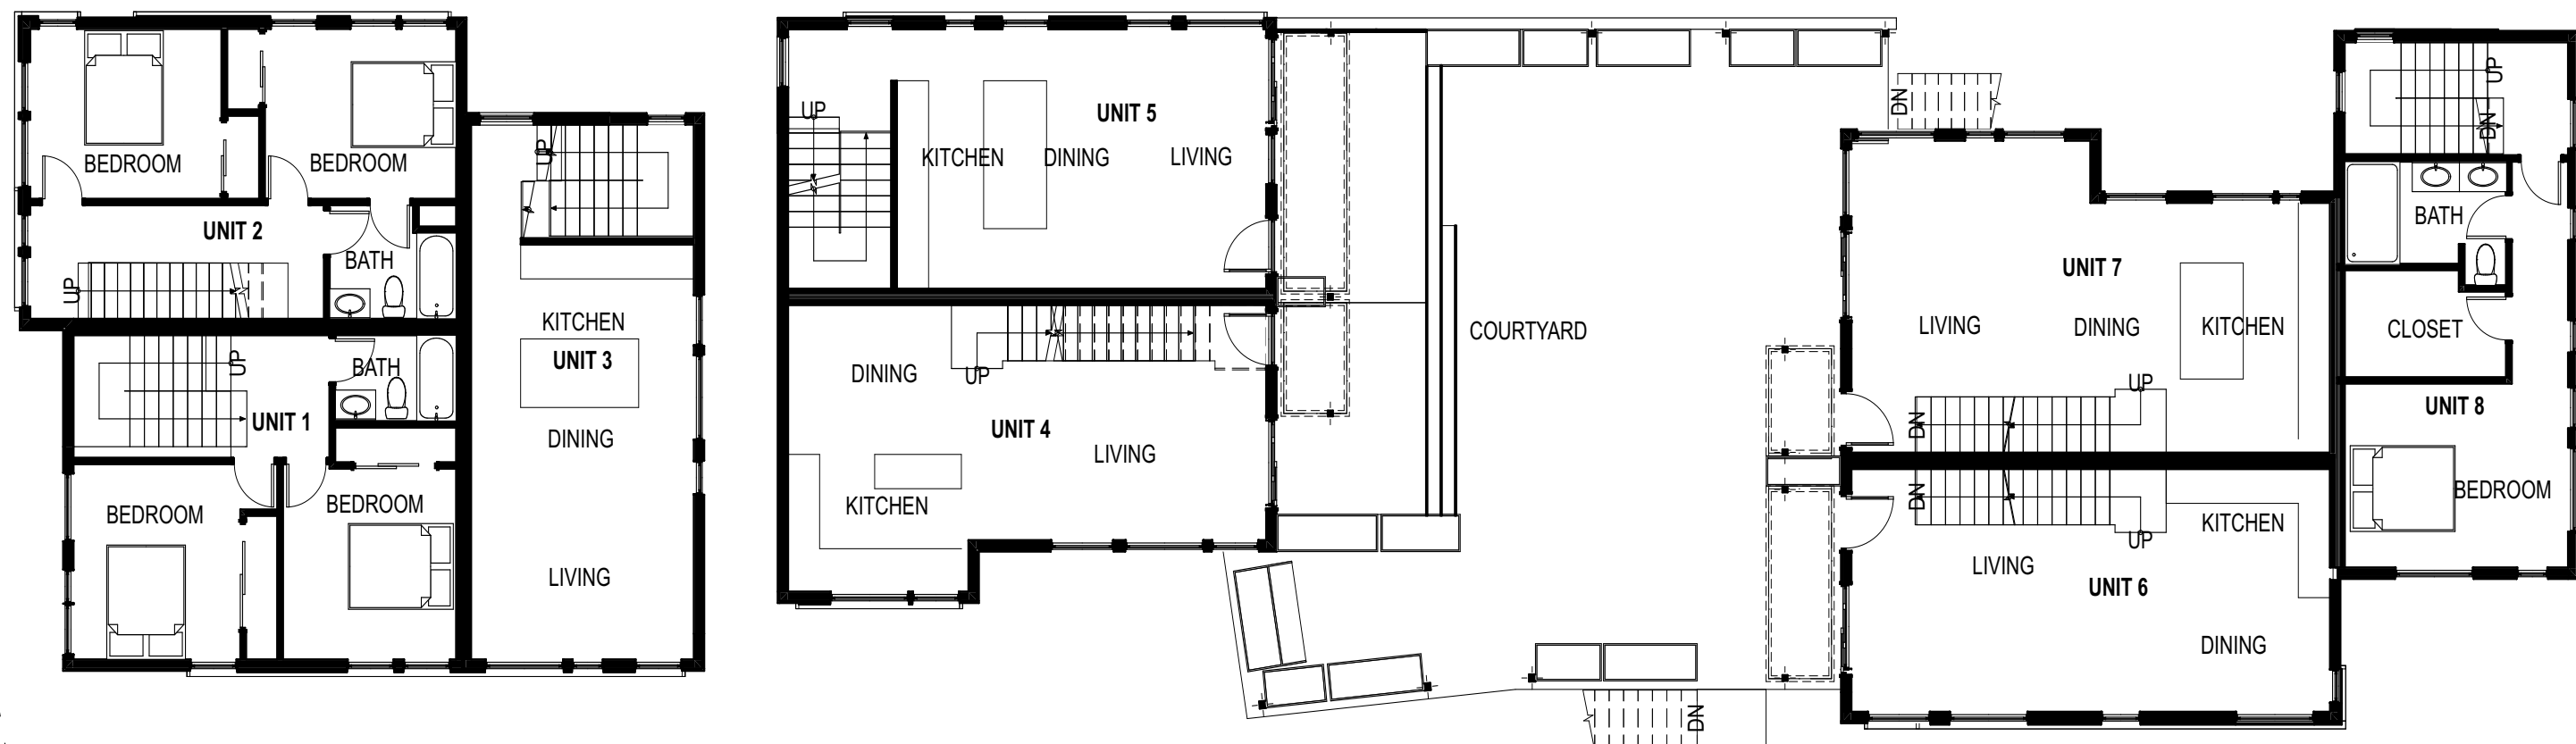 BEDROOM
BEDROOM
UNIT 2
BATH
UP
UP
BATH
UNIT 1
BEDROOM
BEDROOM
UP
KITCHEN
UNIT 3
DINING
LIVING
UP
UNIT 5
KITCHEN
DINING
LIVING
DINING
UP
UNIT 4
LIVING
KITCHEN
COURTYARD
DN
DN
UNIT 7
LIVING
DINING
KITCHEN
UP
DN
DN
UP
KITCHEN
LIVING
UNIT 6
DINING
UP
DN
BATH
CLOSET
UNIT 8
BEDROOM